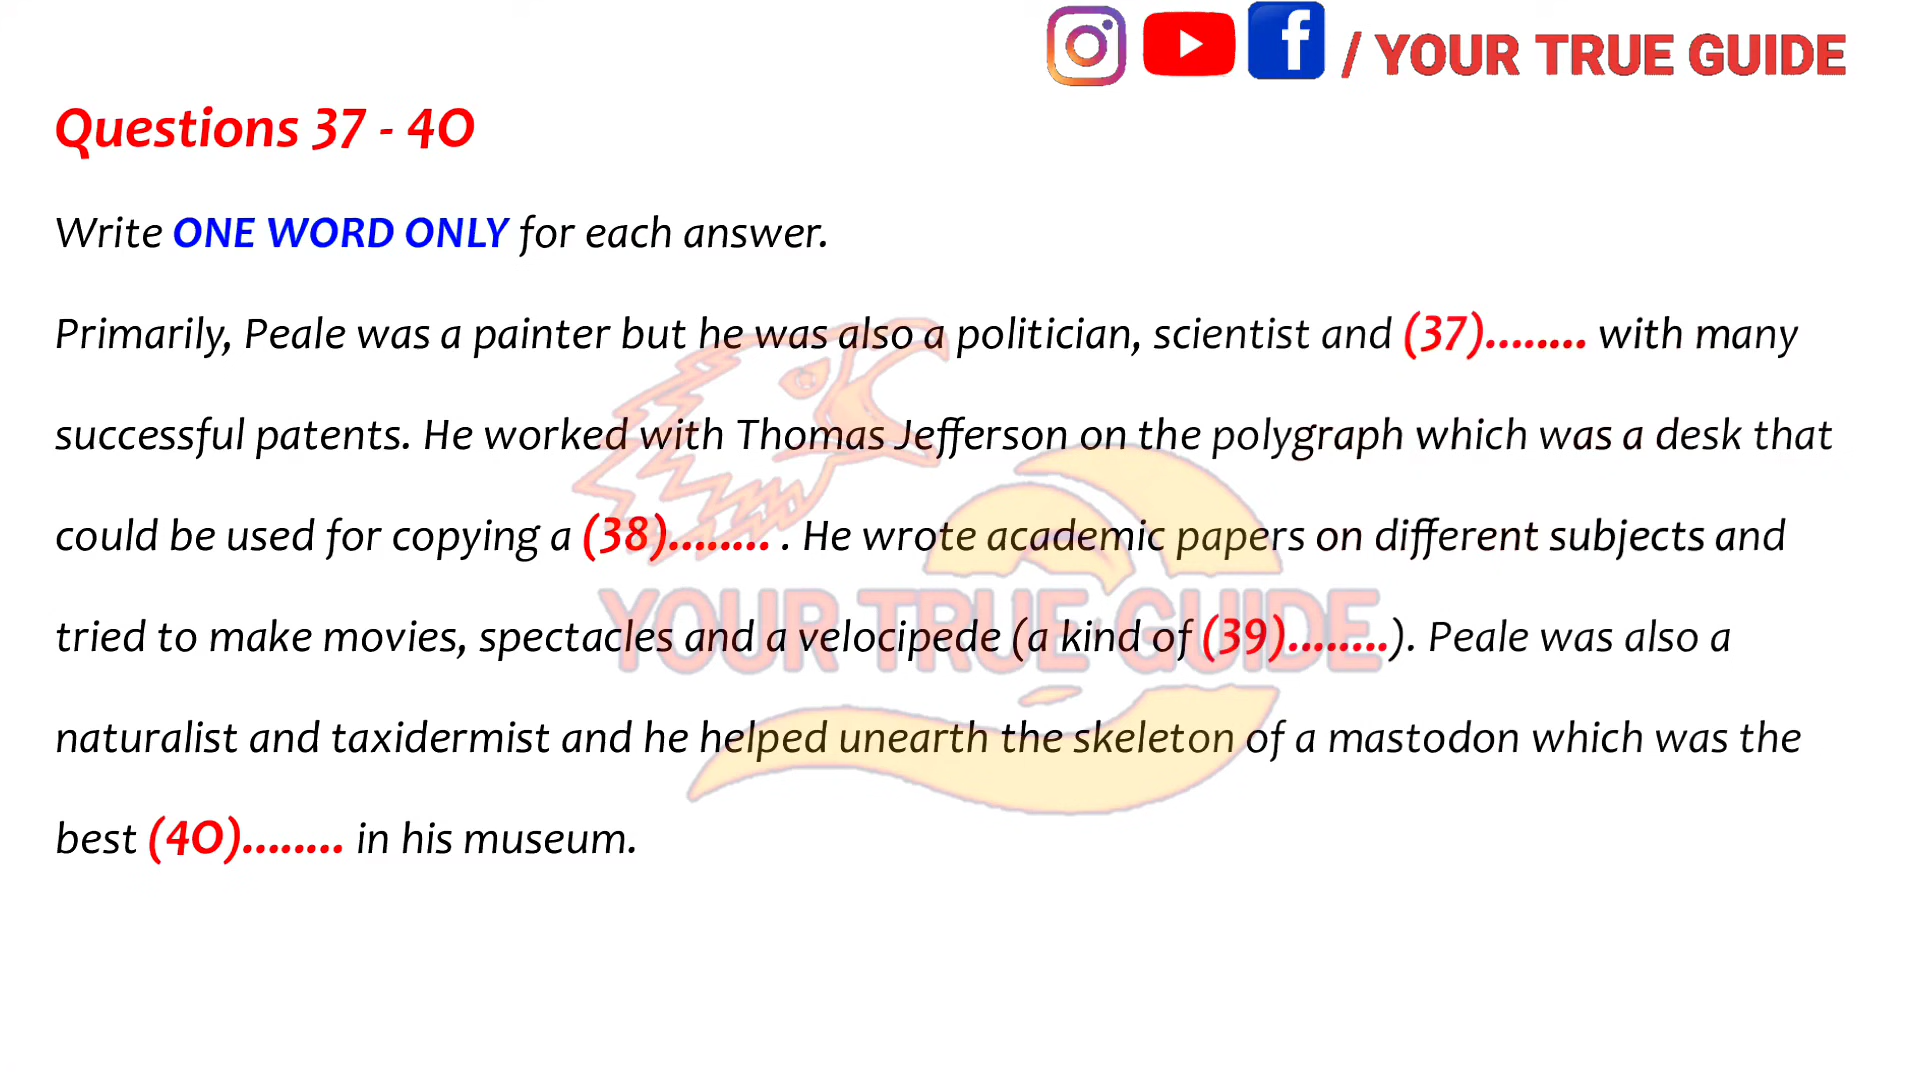 / YOUR TRUE GUIDE
Questions 37 - 40
Write ONE WORD ONLY for each answer.
Primarily, Peale was a painter but he was also a politician, scientist and (37)........ with many
successful patents. He worked with Thomas Jefferson on the polygraph which was a desk that
could be used for copying a (38)........ . He wrote academic papers on different subjects and
tried to make movies, spectacles and a velocipede (a kind of (39)........). Peale was also a
naturalist and taxidermist and he helped unearth the skeleton of a mastodon which was the
best (40)........ in his museum.
YOUR TRUE GUIDE